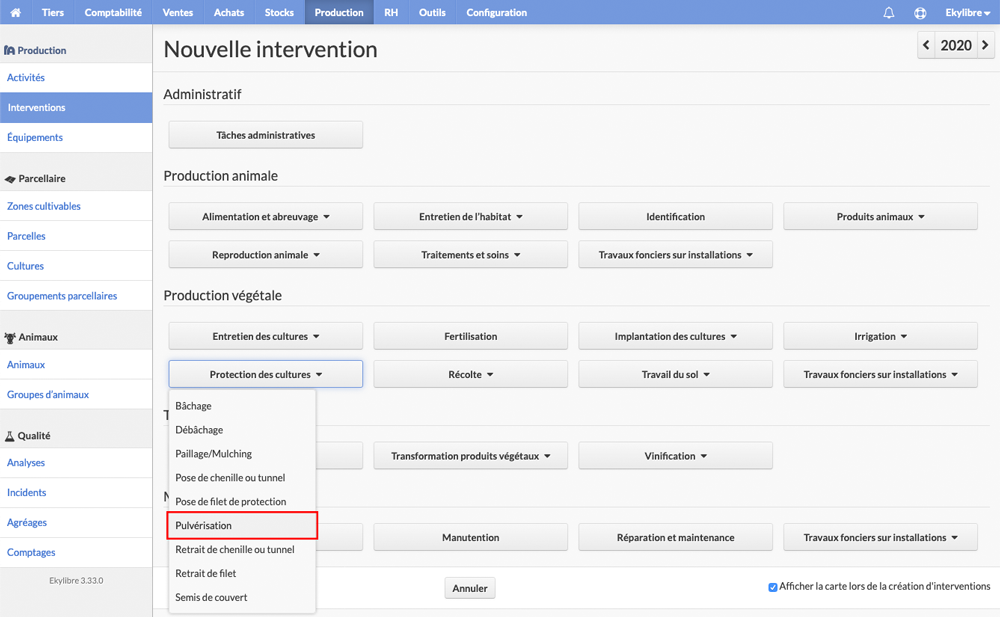 Tiers Comptabilité Ventes Achats Stocks Production RH Outils Configuration Ekylibre
Production
Activités
Interventions
Équipements
Parcellaire
Zones cultivables
Parcelles
Cultures
Groupements parcellaires
Animaux
Animaux
Groupes d'animaux
Qualité
Analyses
Incidents
Agréages
Comptages
Ekylibre 3.33.0
Nouvelle intervention
2020
Administratif
Tâches administratives
Production animale
Alimentation et abreuvage Entretien de l'habitat Identification Produits animaux
Reproduction animale Traitements et soins Travaux fonciers sur installations
Production végétale
Entretien des cultures Fertilisation Implantation des cultures Irrigation
Protection des cultures Récolte Travail du sol Travaux fonciers sur installations
Bâchage
Débâchage
Paillage/Mulching
Pose de chenille ou tunnel
Pose de filet de protection
Pulvérisation
Retrait de chenille ou tunnel
Retrait de filet
Semis de couvert
Transformation produits végétaux Vinification
Manutention Réparation et maintenance Travaux fonciers sur installations
Annuler
Afficher la carte lors de la création d'interventions